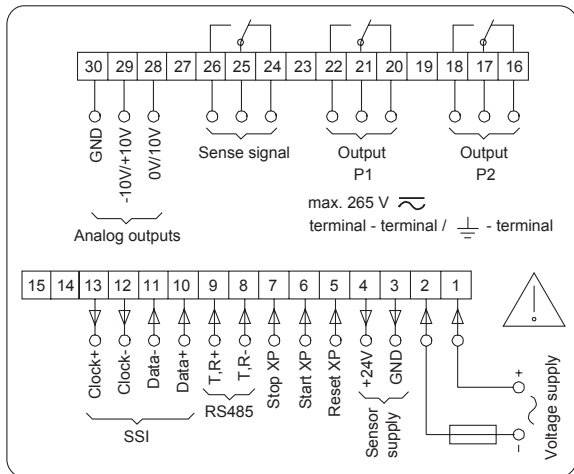 30 29 28 27 26 25 24 23 22 21 20 19 18 17 16
GND
-10V/+10V
0V/10V
Analog outputs
Sense signal
Output
P1
Output
P2
max. 265 V
terminal - terminal / - terminal
15 14 13 12 11 10 9 8 7 6 5 4 3 2 1
Clock+
Clock-
Data-
Data+
SSI
T,R+
T,R-
RS485
Stop XP
Start XP
Reset XP
+24V
GND
Sensor
supply
+
−
Voltage supply
!